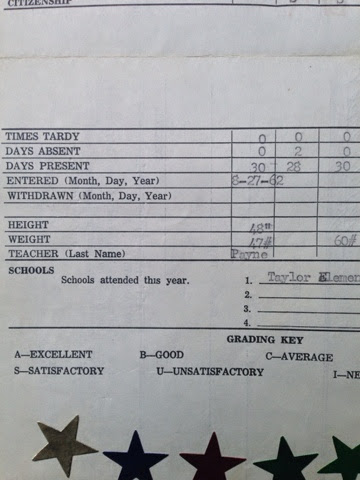 CITIZENSHIP
TIMES TARDY 0 0 0
DAYS ABSENT 0 2 0
DAYS PRESENT 30 28 30
ENTERED (Month, Day, Year) 8-27-62
WITHDRAWN (Month, Day, Year)
HEIGHT 48"
WEIGHT 47# 60#
TEACHER (Last Name) Payne
SCHOOLS
Schools attended this year. 1. Taylor Elemen
2.
3.
4.
GRADING KEY
A—EXCELLENT B—GOOD C—AVERAGE
S—SATISFACTORY U—UNSATISFACTORY I—NE